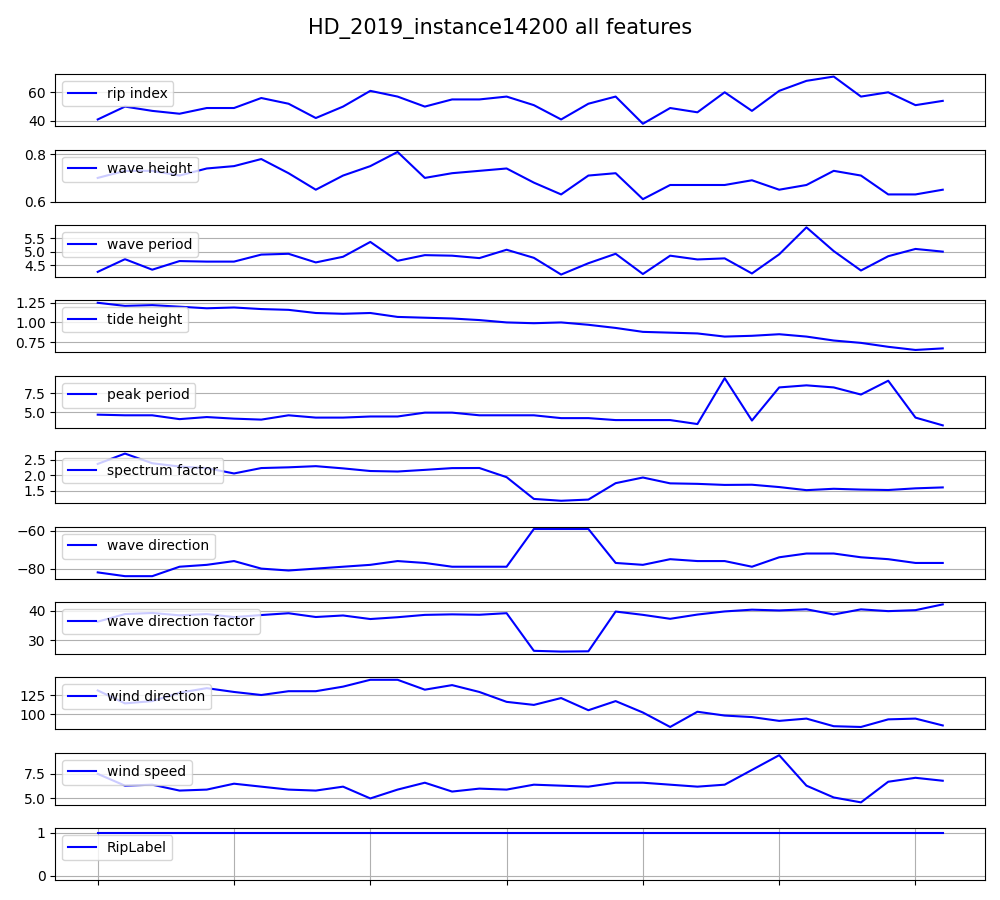 HD_2019_instance14200 all features
60
40
rip index
0.8
0.6
wave height
5.5
5.0
4.5
wave period
1.25
1.00
0.75
tide height
7.5
5.0
peak period
2.5
2.0
1.5
spectrum factor
−60
−80
wave direction
40
30
wave direction factor
125
100
wind direction
7.5
5.0
wind speed
1
0
RipLabel